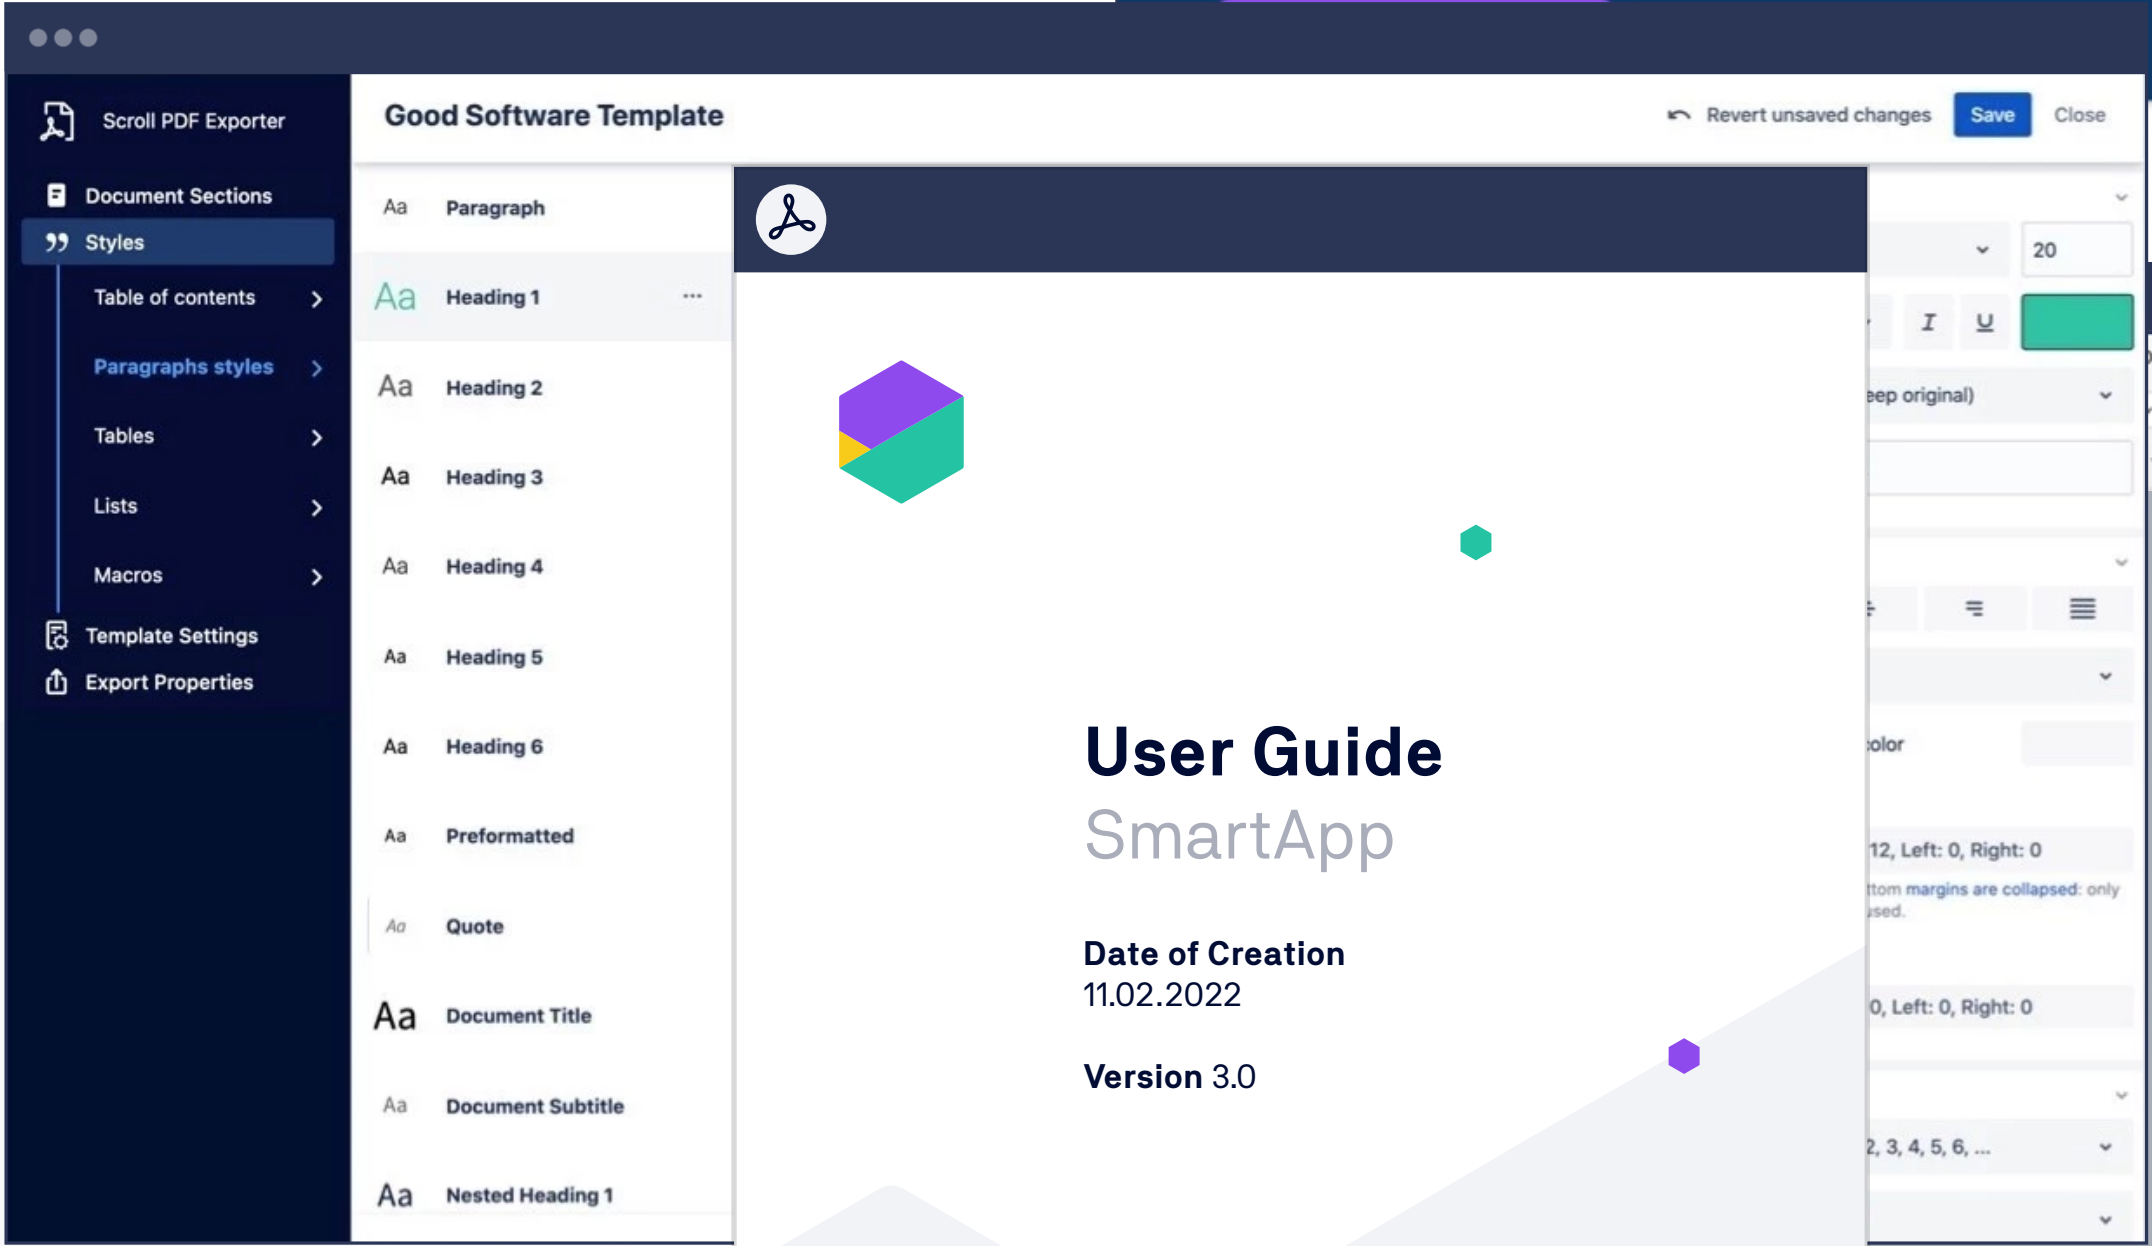 Scroll PDF Exporter
Document Sections
Styles
Table of contents
Paragraphs styles
Tables
Lists
Macros
Template Settings
Export Properties
Good Software Template
Revert unsaved changes
Save
Close
Aa Paragraph
Aa Heading 1 ...
Aa Heading 2
Aa Heading 3
Aa Heading 4
Aa Heading 5
Aa Heading 6
Aa Preformatted
Aa Quote
Aa Document Title
Aa Document Subtitle
Aa Nested Heading 1
User Guide
SmartApp
Date of Creation
11.02.2022
Version 3.0
20
I U
eep original)
olor
12, Left: 0, Right: 0
ttom margins are collapsed: only
used.
0, Left: 0, Right: 0
2, 3, 4, 5, 6, ...